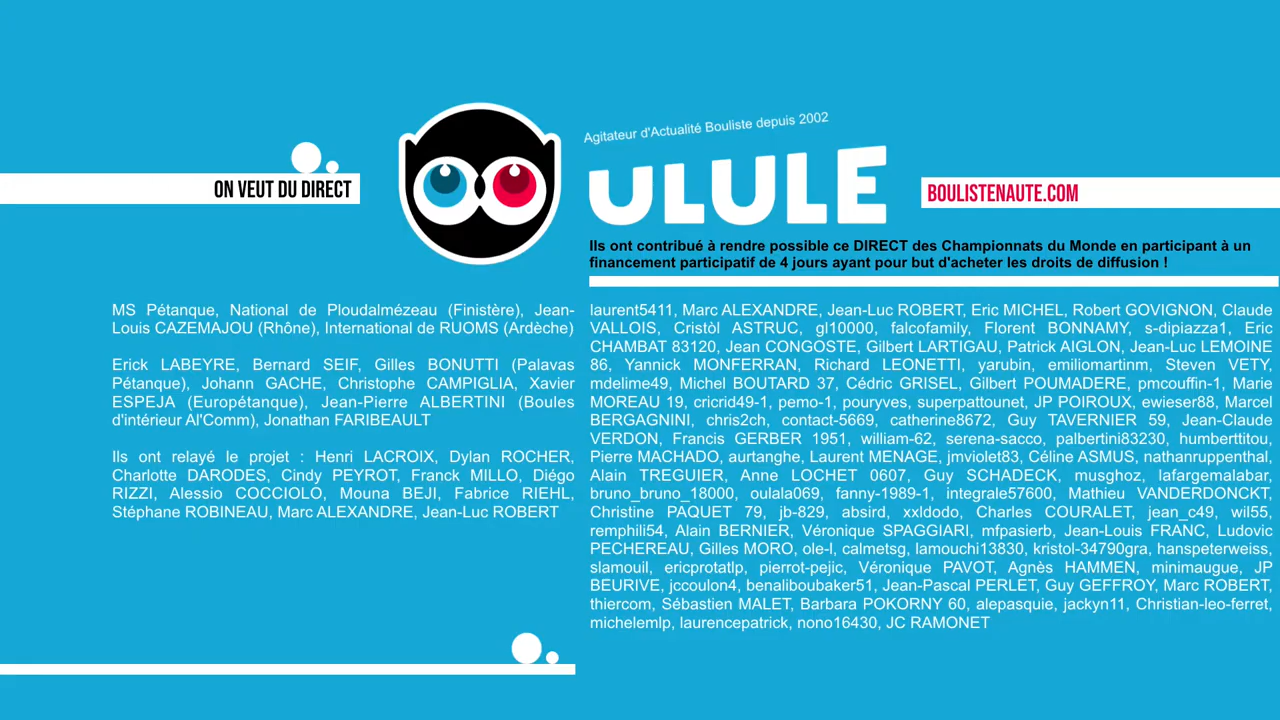 Agitateur d'Actualité Bouliste depuis 2002
ON VEUT DU DIRECT
ULULE
BOULISTENAUTE.COM
Ils ont contribué à rendre possible ce DIRECT des Championnats du Monde en participant à un
financement participatif de 4 jours ayant pour but d'acheter les droits de diffusion !
MS Pétanque, National de Ploudalmézeau (Finistère), Jean-
Louis CAZEMAJOU (Rhône), International de RUOMS (Ardèche)
Erick LABEYRE, Bernard SEIF, Gilles BONUTTI (Palavas
Pétanque), Johann GACHE, Christophe CAMPIGLIA, Xavier
ESPEJA (Europétanque), Jean-Pierre ALBERTINI (Boules
d'intérieur Al'Comm), Jonathan FARIBEAULT
Ils ont relayé le projet : Henri LACROIX, Dylan ROCHER,
Charlotte DARODES, Cindy PEYROT, Franck MILLO, Diégo
RIZZI, Alessio COCCIOLO, Mouna BEJI, Fabrice RIEHL,
Stéphane ROBINEAU, Marc ALEXANDRE, Jean-Luc ROBERT
laurent5411, Marc ALEXANDRE, Jean-Luc ROBERT, Eric MICHEL, Robert GOVIGNON, Claude
VALLOIS, Cristòl ASTRUC, gl10000, falcofamily, Florent BONNAMY, s-dipiazza1, Eric
CHAMBAT 83120, Jean CONGOSTE, Gilbert LARTIGAU, Patrick AIGLON, Jean-Luc LEMOINE
86, Yannick MONFERRAN, Richard LEONETTI, yarubin, emiliomartinm, Steven VETY,
mdelime49, Michel BOUTARD 37, Cédric GRISEL, Gilbert POUMADERE, pmcouffin-1, Marie
MOREAU 19, cricrid49-1, pemo-1, pouryves, superpattounet, JP POIROUX, ewieser88, Marcel
BERGAGNINI, chris2ch, contact-5669, catherine8672, Guy TAVERNIER 59, Jean-Claude
VERDON, Francis GERBER 1951, william-62, serena-sacco, palbertini83230, humberttitou,
Pierre MACHADO, aurtanghe, Laurent MENAGE, jmviolet83, Céline ASMUS, nathanruppenthal,
Alain TREGUIER, Anne LOCHET 0607, Guy SCHADECK, musghoz, lafargemalabar,
bruno_bruno_18000, oulala069, fanny-1989-1, integrale57600, Mathieu VANDERDONCKT,
Christine PAQUET 79, jb-829, absird, xxldodo, Charles COURALET, jean_c49, wil55,
remphili54, Alain BERNIER, Véronique SPAGGIARI, mfpasierb, Jean-Louis FRANC, Ludovic
PECHEREAU, Gilles MORO, ole-l, calmetsg, lamouchi13830, kristol-34790gra, hanspeterweiss,
slamouil, ericprotatlp, pierrot-pejic, Véronique PAVOT, Agnès HAMMEN, minimaugue, JP
BEURIVE, jccoulon4, benaliboubaker51, Jean-Pascal PERLET, Guy GEFFROY, Marc ROBERT,
thiercom, Sébastien MALET, Barbara POKORNY 60, alepasquie, jackyn11, Christian-leo-ferret,
michelemlp, laurencepatrick, nono16430, JC RAMONET